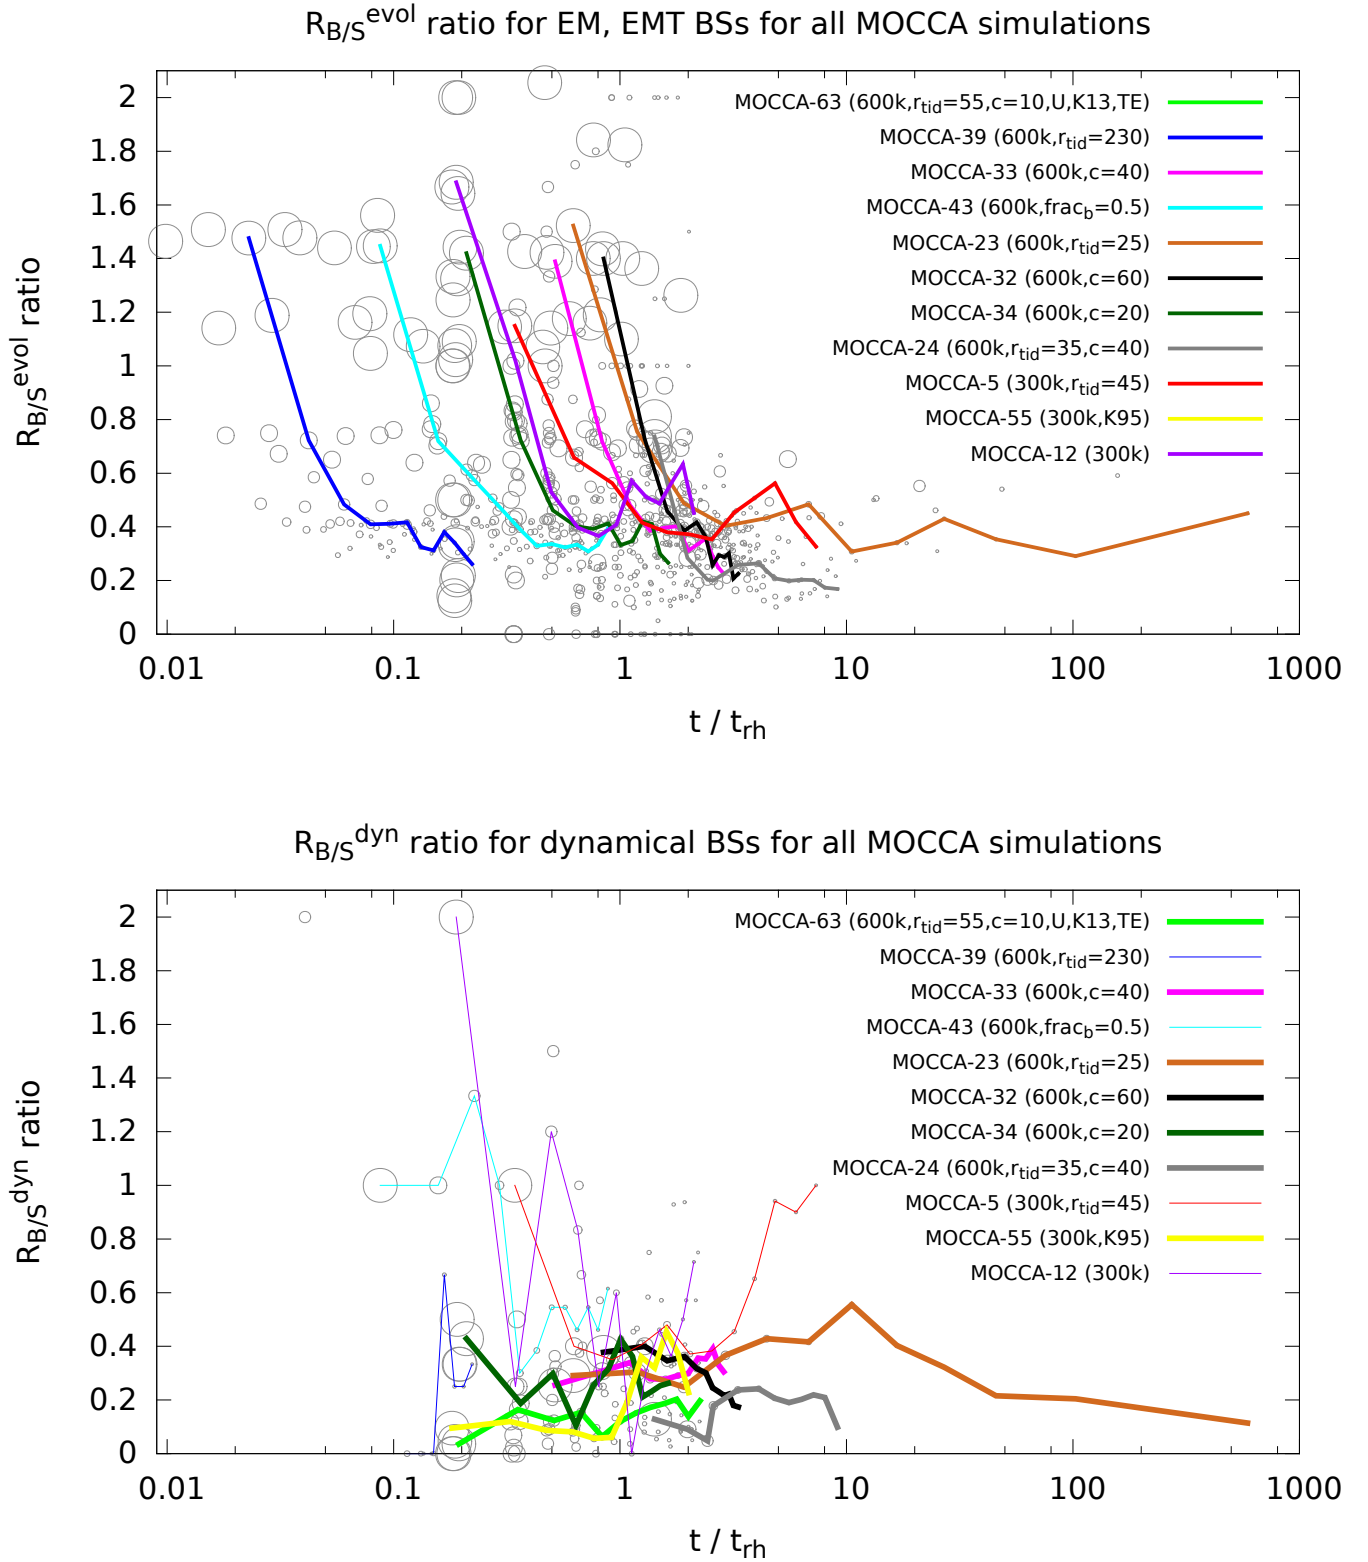 R_B/S^evol ratio for EM, EMT BSs for all MOCCA simulations
R_B/S^evol ratio
2
1.8
1.6
1.4
1.2
1
0.8
0.6
0.4
0.2
0
MOCCA-63 (600k,r_tid=55,c=10,U,K13,TE)
MOCCA-39 (600k,r_tid=230)
MOCCA-33 (600k,c=40)
MOCCA-43 (600k,frac_b=0.5)
MOCCA-23 (600k,r_tid=25)
MOCCA-32 (600k,c=60)
MOCCA-34 (600k,c=20)
MOCCA-24 (600k,r_tid=35,c=40)
MOCCA-5 (300k,r_tid=45)
MOCCA-55 (300k,K95)
MOCCA-12 (300k)
0.01 0.1 1 10 100 1000
t / t_rh
R_B/S^dyn ratio for dynamical BSs for all MOCCA simulations
R_B/S^dyn ratio
2
1.8
1.6
1.4
1.2
1
0.8
0.6
0.4
0.2
0
MOCCA-63 (600k,r_tid=55,c=10,U,K13,TE)
MOCCA-39 (600k,r_tid=230)
MOCCA-33 (600k,c=40)
MOCCA-43 (600k,frac_b=0.5)
MOCCA-23 (600k,r_tid=25)
MOCCA-32 (600k,c=60)
MOCCA-34 (600k,c=20)
MOCCA-24 (600k,r_tid=35,c=40)
MOCCA-5 (300k,r_tid=45)
MOCCA-55 (300k,K95)
MOCCA-12 (300k)
0.01 0.1 1 10 100 1000
t / t_rh